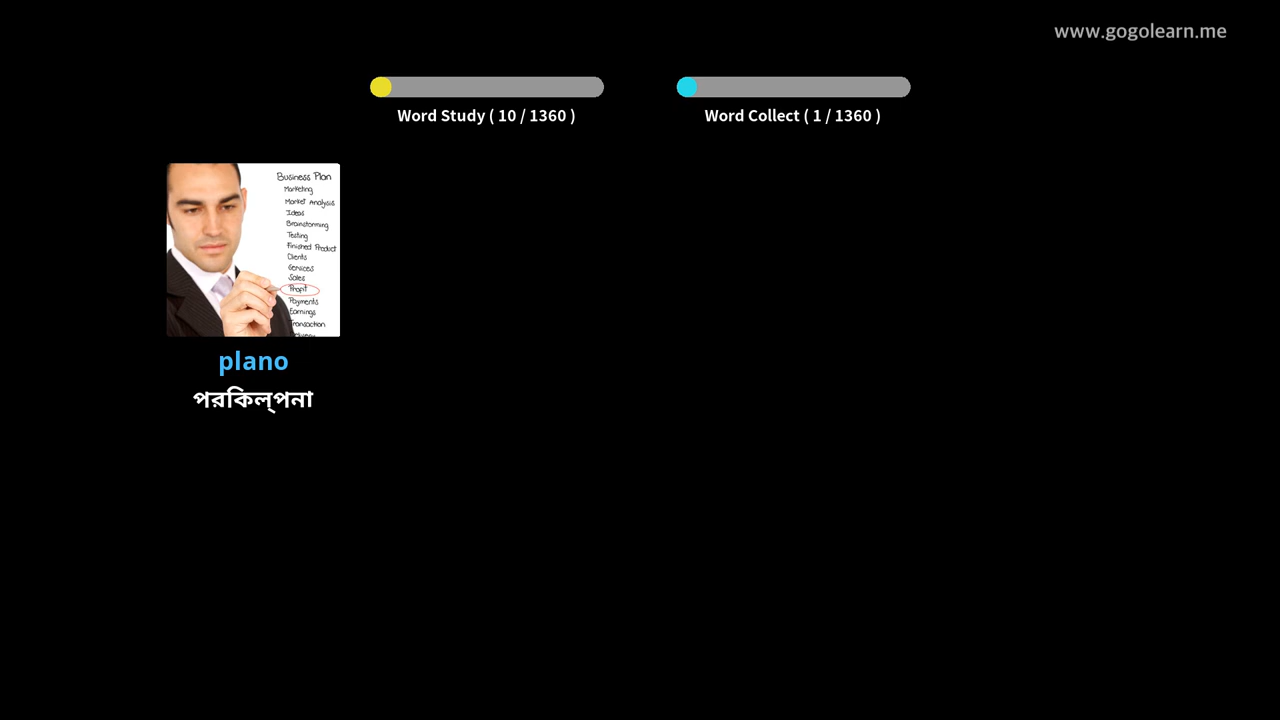 www.gogolearn.me
Word Study ( 10 / 1360 )
Word Collect ( 1 / 1360 )
Business Plan
Marketing
Market Analysis
Ideas
Brainstorming
Testing
Finished Product
Clients
Services
Sales
Profit
Payments
Earnings
Transaction
Delivery
plano
পরকিল্পনা